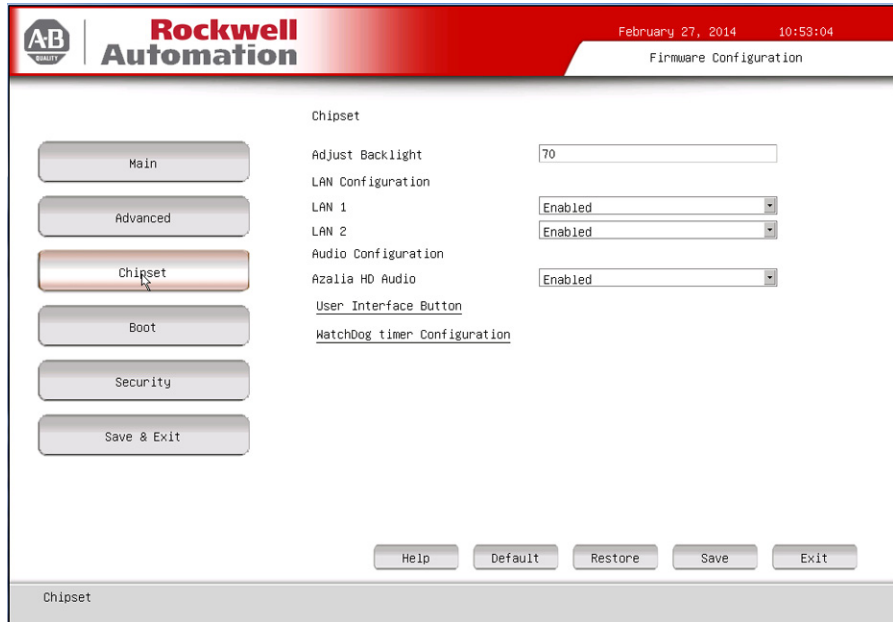 A-B
QUALITY
Rockwell
Automation
February 27, 2014 10:53:04
Firmware Configuration
Main
Advanced
Chipset
Boot
Security
Save & Exit
Chipset
Adjust Backlight 70
LAN Configuration
LAN 1 Enabled
LAN 2 Enabled
Audio Configuration
Azalia HD Audio Enabled
User Interface Button
WatchDog timer Configuration
Help Default Restore Save Exit
Chipset